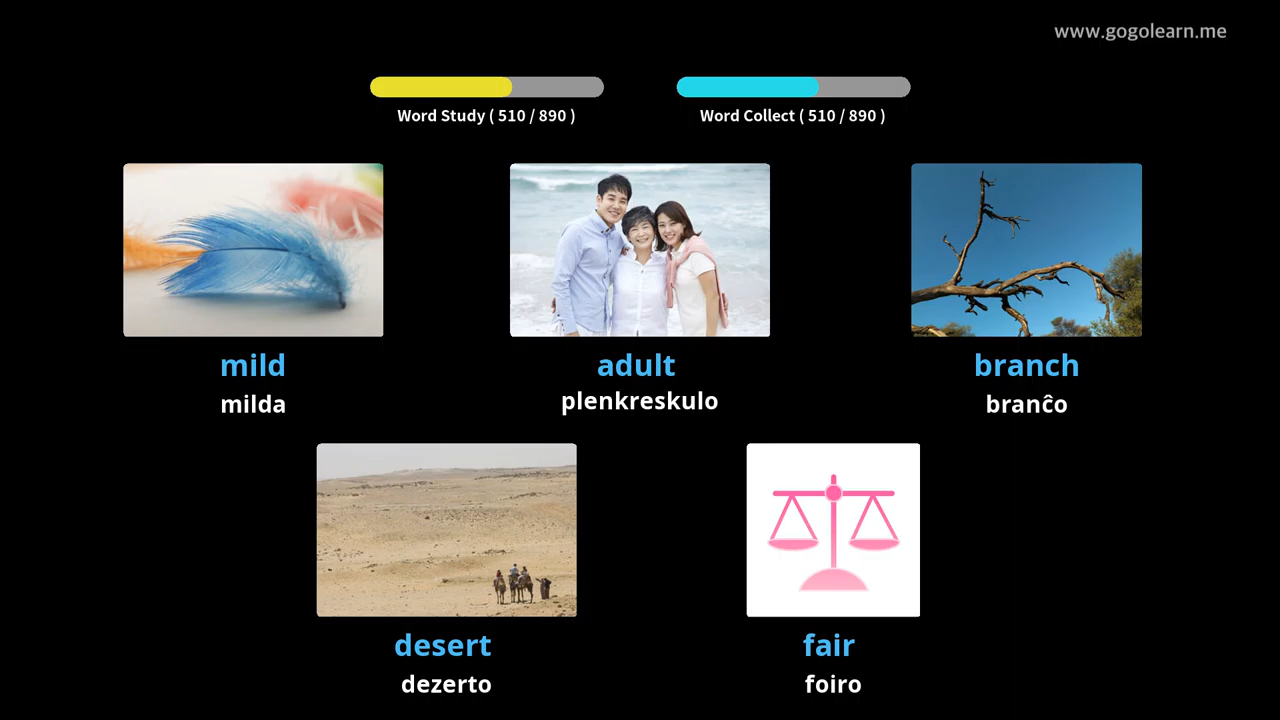 www.gogolearn.me
Word Study ( 510 / 890 )
Word Collect ( 510 / 890 )
mild
adult
branch
milda
plenkreskulo
branĉo
desert
fair
dezerto
foiro